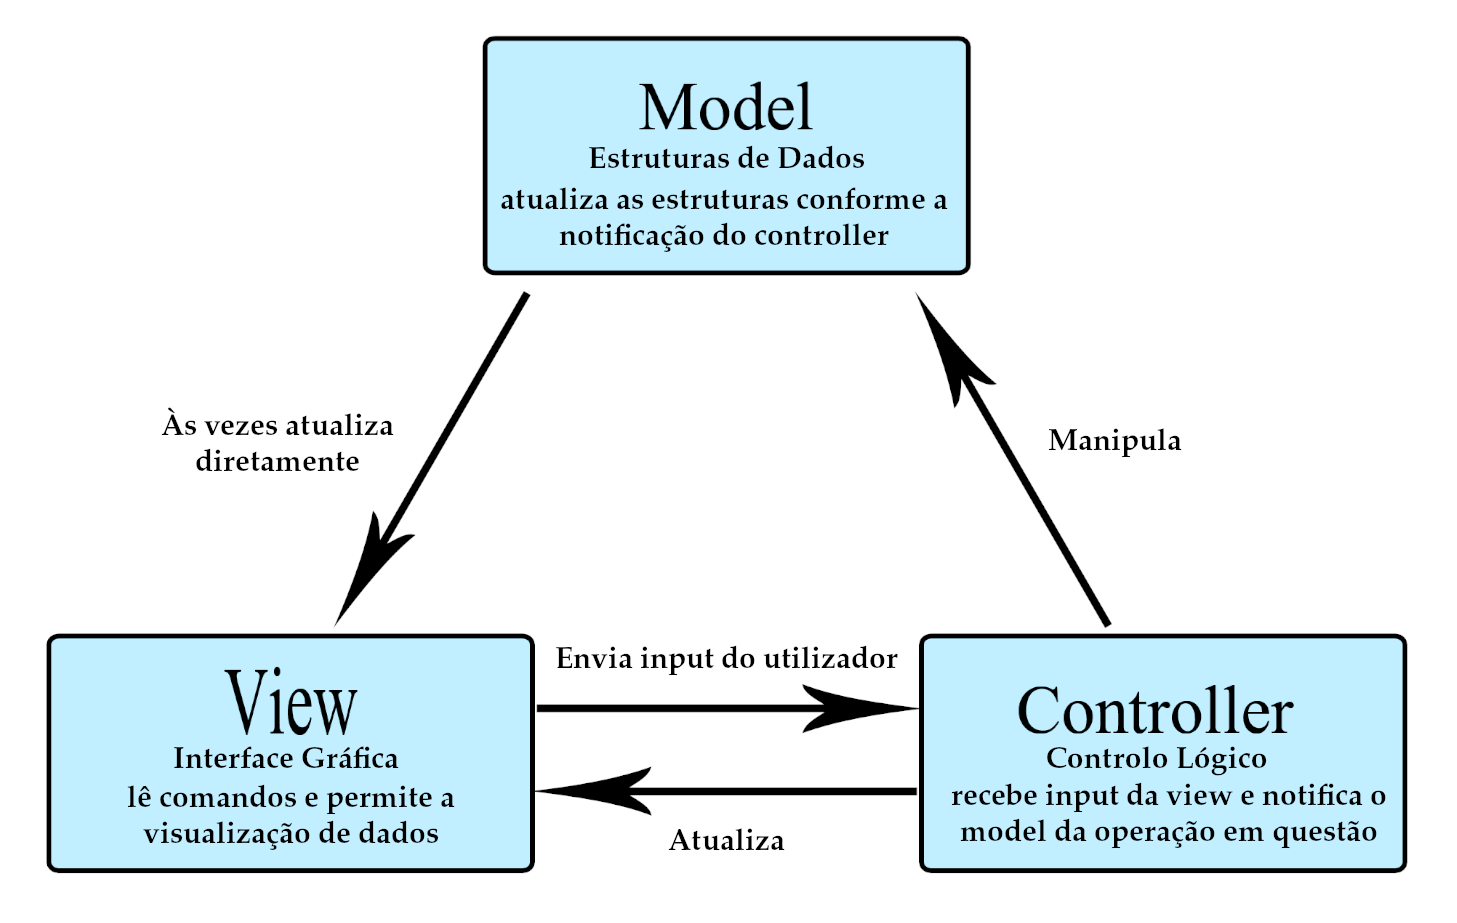 Model
Estruturas de Dados
atualiza as estruturas conforme a
notificação do controller
Às vezes atualiza
diretamente
Manipula
Envia input do utilizador
Atualiza
View
Interface Gráfica
lê comandos e permite a
visualização de dados
Controller
Controlo Lógico
recebe input da view e notifica o
model da operação em questão